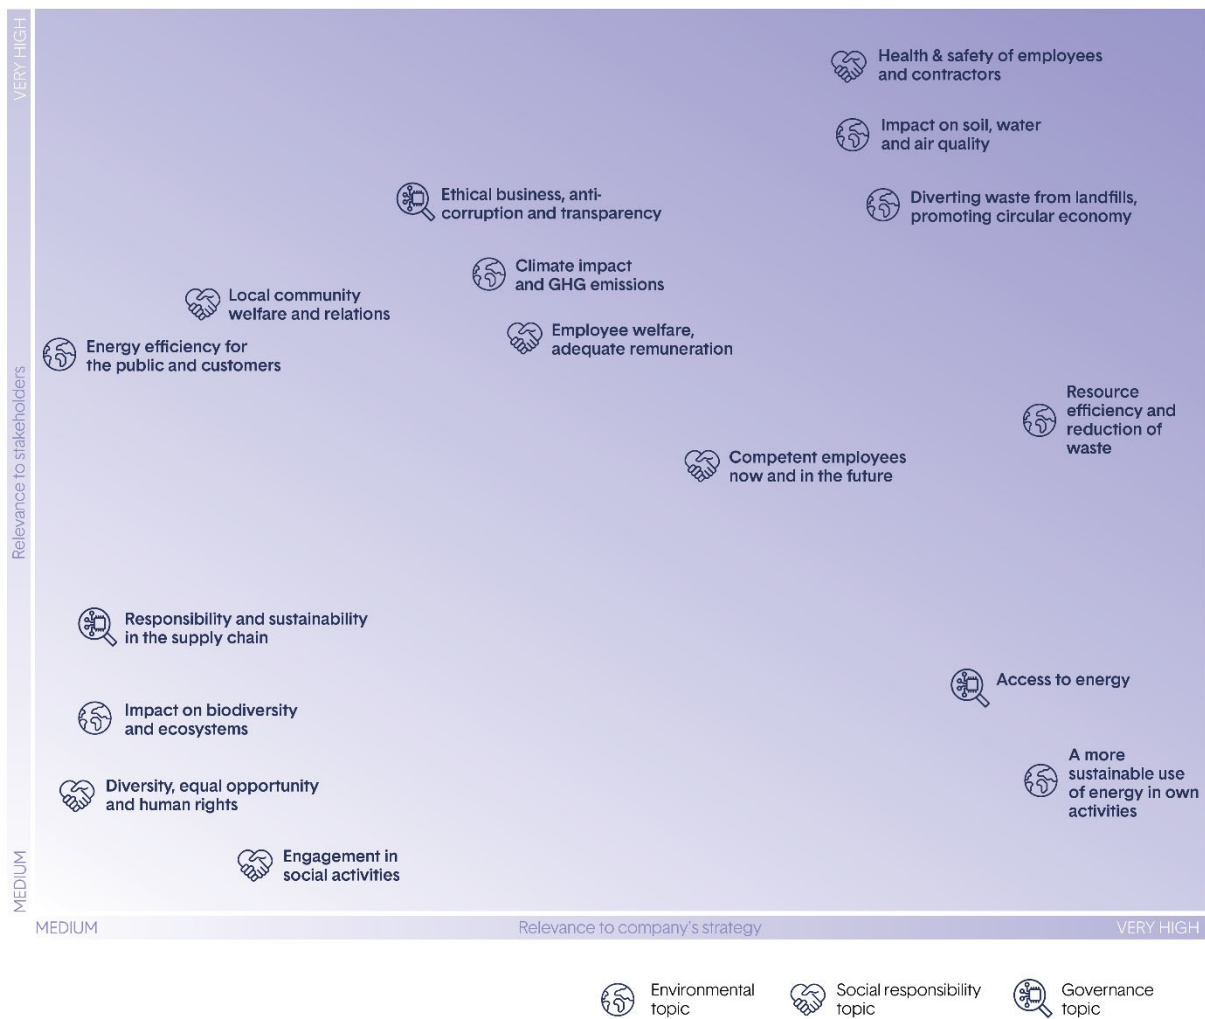 VERY HIGH
Relevance to stakeholders
MEDIUM
Health & safety of employees
and contractors
Impact on soil, water
and air quality
Diverting waste from landfills,
promoting circular economy
Ethical business, anti-
corruption and transparency
Climate impact
and GHG emissions
Local community
welfare and relations
Employee welfare,
adequate remuneration
Energy efficiency for
the public and customers
Resource
efficiency and
reduction of
waste
Competent employees
now and in the future
Responsibility and sustainability
in the supply chain
Access to energy
Impact on biodiversity
and ecosystems
A more
sustainable use
of energy in own
activities
Diversity, equal opportunity
and human rights
Engagement in
social activities
MEDIUM
Relevance to company's strategy
VERY HIGH
Environmental
topic
Social responsibility
topic
Governance
topic